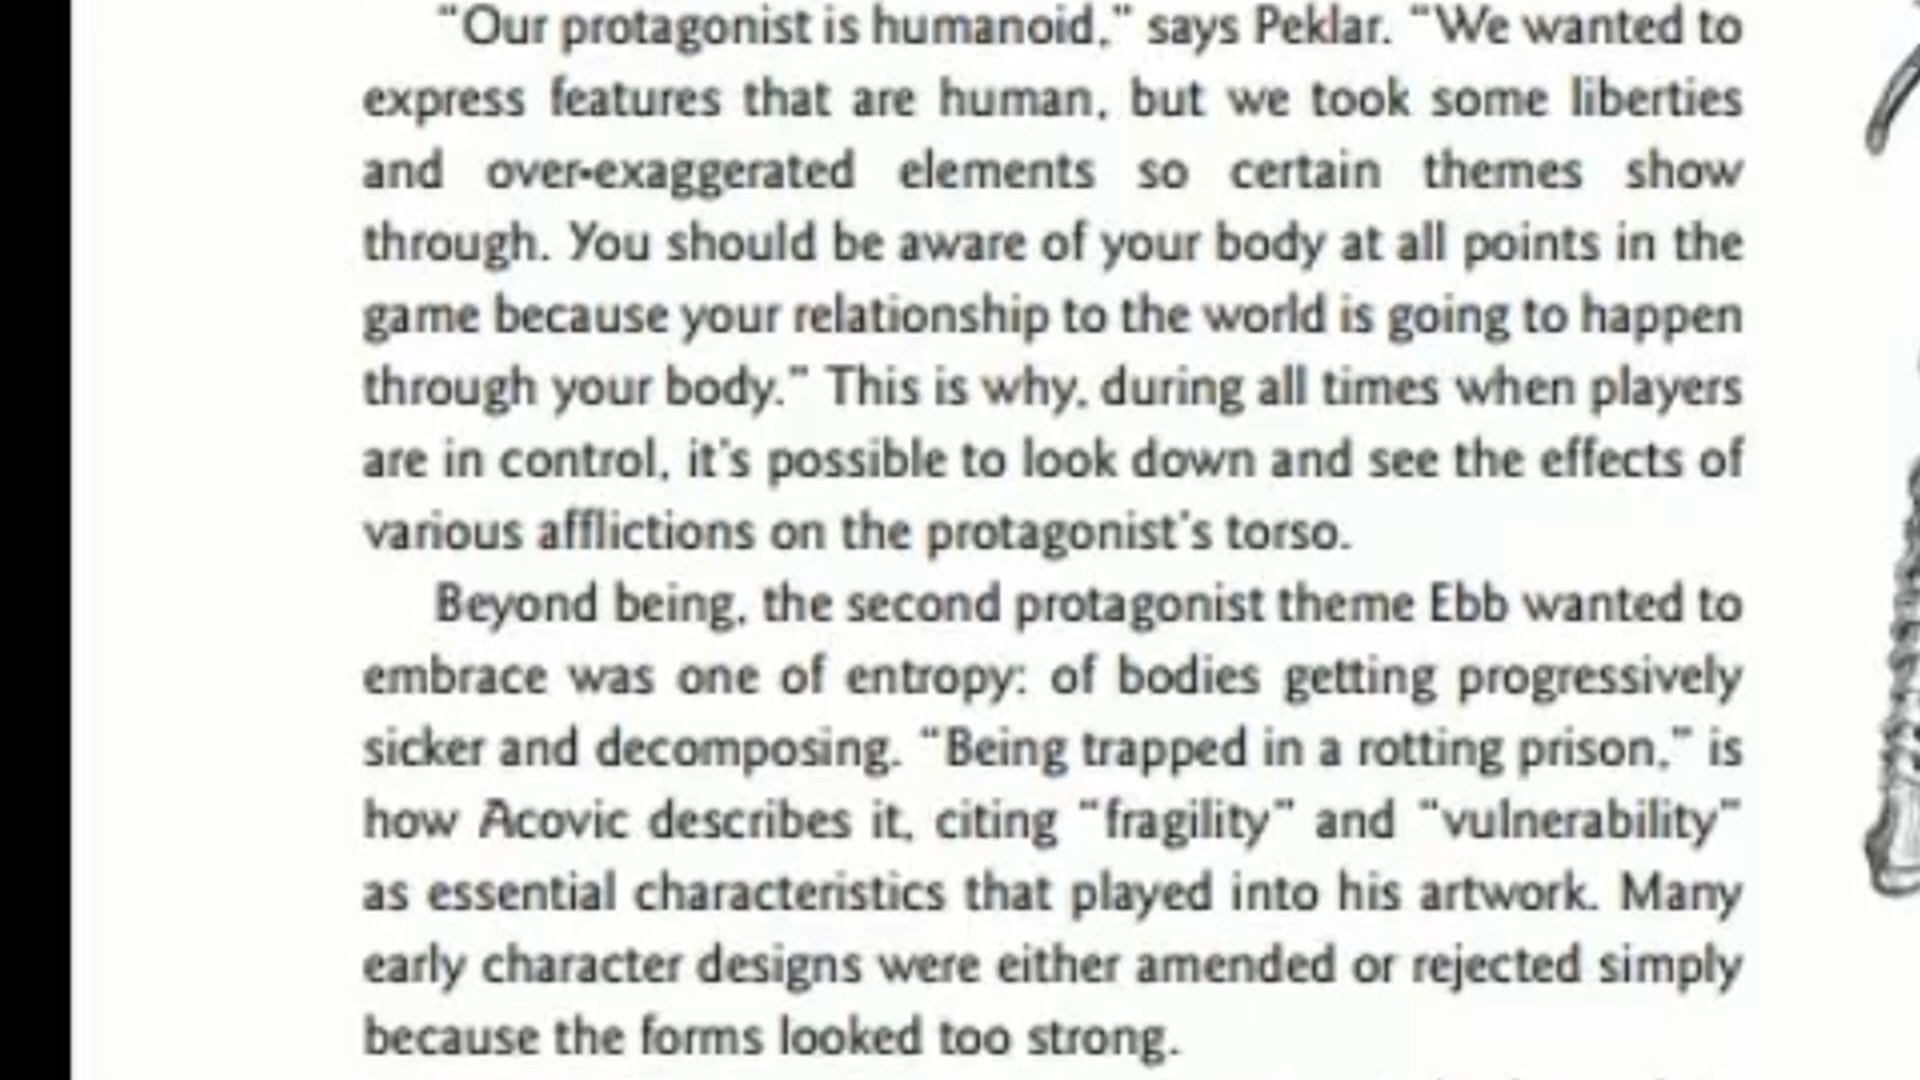 “Our protagonist is humanoid,” says Peklar. “We wanted to
express features that are human, but we took some liberties
and over-exaggerated elements so certain themes show
through. You should be aware of your body at all points in the
game because your relationship to the world is going to happen
through your body.” This is why, during all times when players
are in control, it’s possible to look down and see the effects of
various afflictions on the protagonist’s torso.
Beyond being, the second protagonist theme Ebb wanted to
embrace was one of entropy: of bodies getting progressively
sicker and decomposing. “Being trapped in a rotting prison,” is
how Acovic describes it, citing “fragility” and “vulnerability”
as essential characteristics that played into his artwork. Many
early character designs were either amended or rejected simply
because the forms looked too strong.